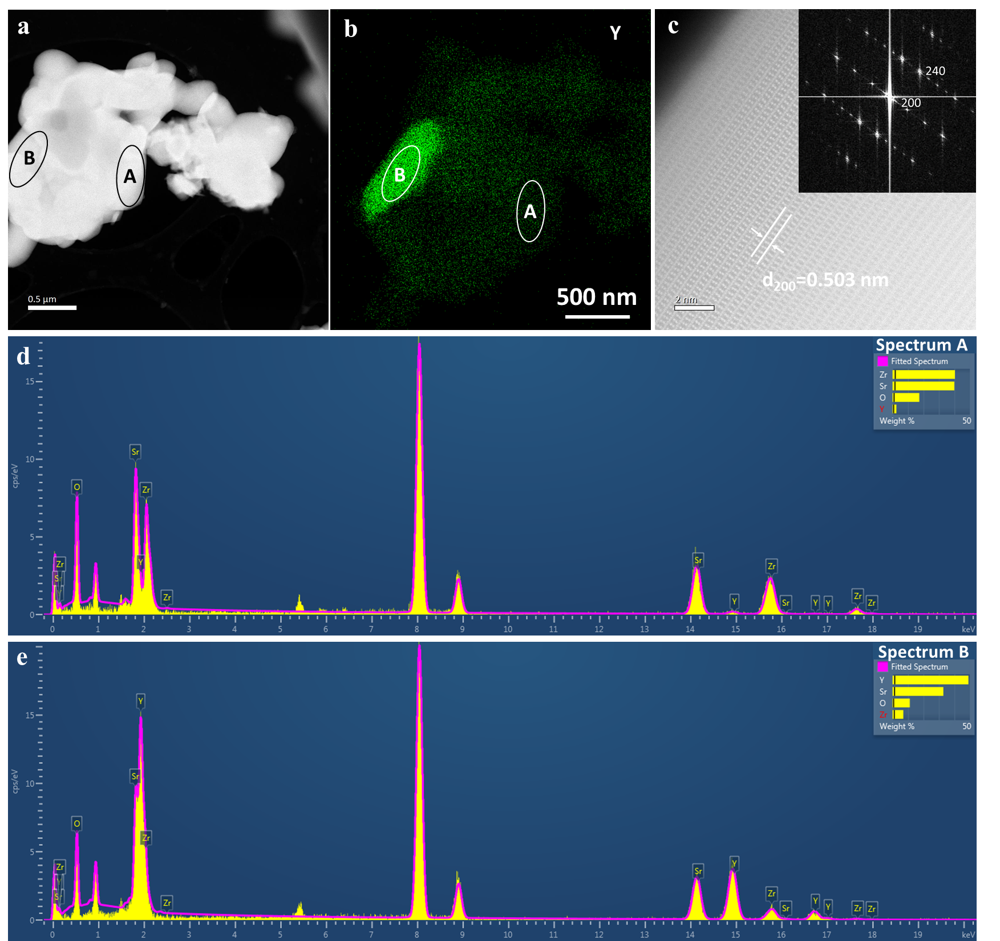 a
B
A
0.5 μm
b
Y
B
A
500 nm
c
240
200
d200=0.503 nm
2 nm
d
Spectrum A
Fitted Spectrum
Zr
Sr
O
Y
Weight % 50
15
10
5
0
cps/eV
Sr
O
Zr
Y
Zr
Sr
Y
Zr
Sr
Y
Zr
Sr
Y
Y
Zr
Zr
0 1 2 3 4 5 6 7 8 9 10 11 12 13 14 15 16 17 18 19 keV
e
Spectrum B
Fitted Spectrum
Y
Sr
O
Zr
Weight % 50
15
10
5
0
cps/eV
Y
Sr
O
Zr
Zr
Y
Sr
Zr
Sr
Y
Zr
Sr
Y
Y
Zr
Zr
0 1 2 3 4 5 6 7 8 9 10 11 12 13 14 15 16 17 18 19 keV